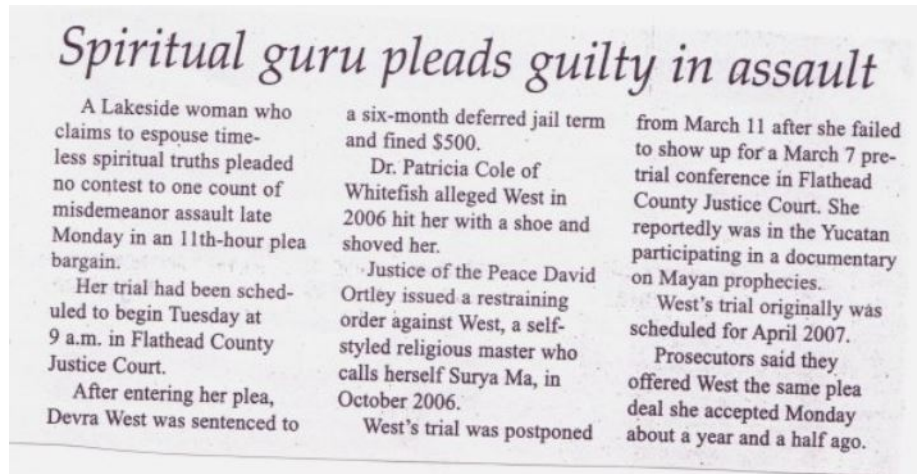 Spiritual guru pleads guilty in assault
A Lakeside woman who
claims to espouse time-
less spiritual truths pleaded
no contest to one count of
misdemeanor assault late
Monday in an 11th-hour plea
bargain.
Her trial had been sched-
uled to begin Tuesday at
9 a.m. in Flathead County
Justice Court.
After entering her plea,
Devra West was sentenced to
a six-month deferred jail term
and fined $500.
Dr. Patricia Cole of
Whitefish alleged West in
2006 hit her with a shoe and
shoved her.
Justice of the Peace David
Ortley issued a restraining
order against West, a self-
styled religious master who
calls herself Surya Ma, in
October 2006.
West's trial was postponed
from March 11 after she failed
to show up for a March 7 pre-
trial conference in Flathead
County Justice Court. She
reportedly was in the Yucatan
participating in a documentary
on Mayan prophecies.
West's trial originally was
scheduled for April 2007.
Prosecutors said they
offered West the same plea
deal she accepted Monday
about a year and a half ago.